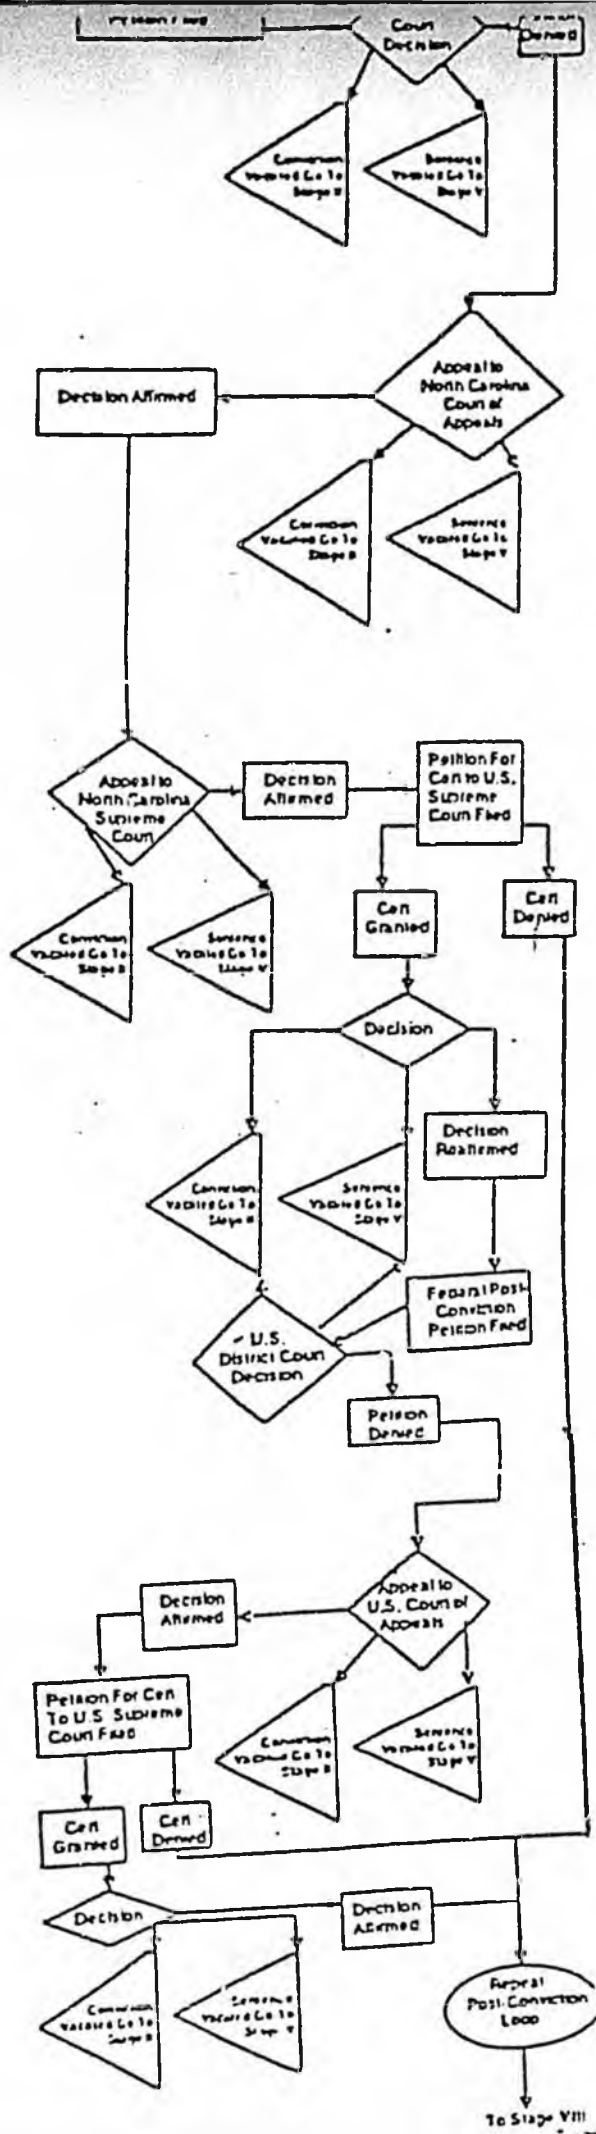 Petition Filed
Court
Decision
Denied
Conviction
Vacated Go To
Stage II
Sentence
Vacated Go To
Stage V
Appeal to
North Carolina
Court of
Appeals
Decision Affirmed
Conviction
Vacated Go To
Stage II
Sentence
Vacated Go To
Stage V
Appeal to
North Carolina
Supreme
Court
Decision
Affirmed
Petition For
Cert to U.S.
Supreme
Court Filed
Cert
Granted
Cert
Denied
Conviction
Vacated Go To
Stage II
Sentence
Vacated Go To
Stage V
Decision
Decision
Reaffirmed
Conviction
Vacated Go To
Stage II
Sentence
Vacated Go To
Stage V
Federal Post-
Conviction
Petition Filed
U.S.
District Court
Decision
Petition
Denied
Appeal to
U.S. Court of
Appeals
Decision
Affirmed
Petition For Cert
To U.S. Supreme
Court Filed
Conviction
Vacated Go To
Stage II
Sentence
Vacated Go To
Stage V
Cert
Granted
Cert
Denied
Decision
Decision
Affirmed
Conviction
Vacated Go To
Stage II
Sentence
Vacated Go To
Stage V
Repeat
Post-Conviction
Loop
To Stage VIII